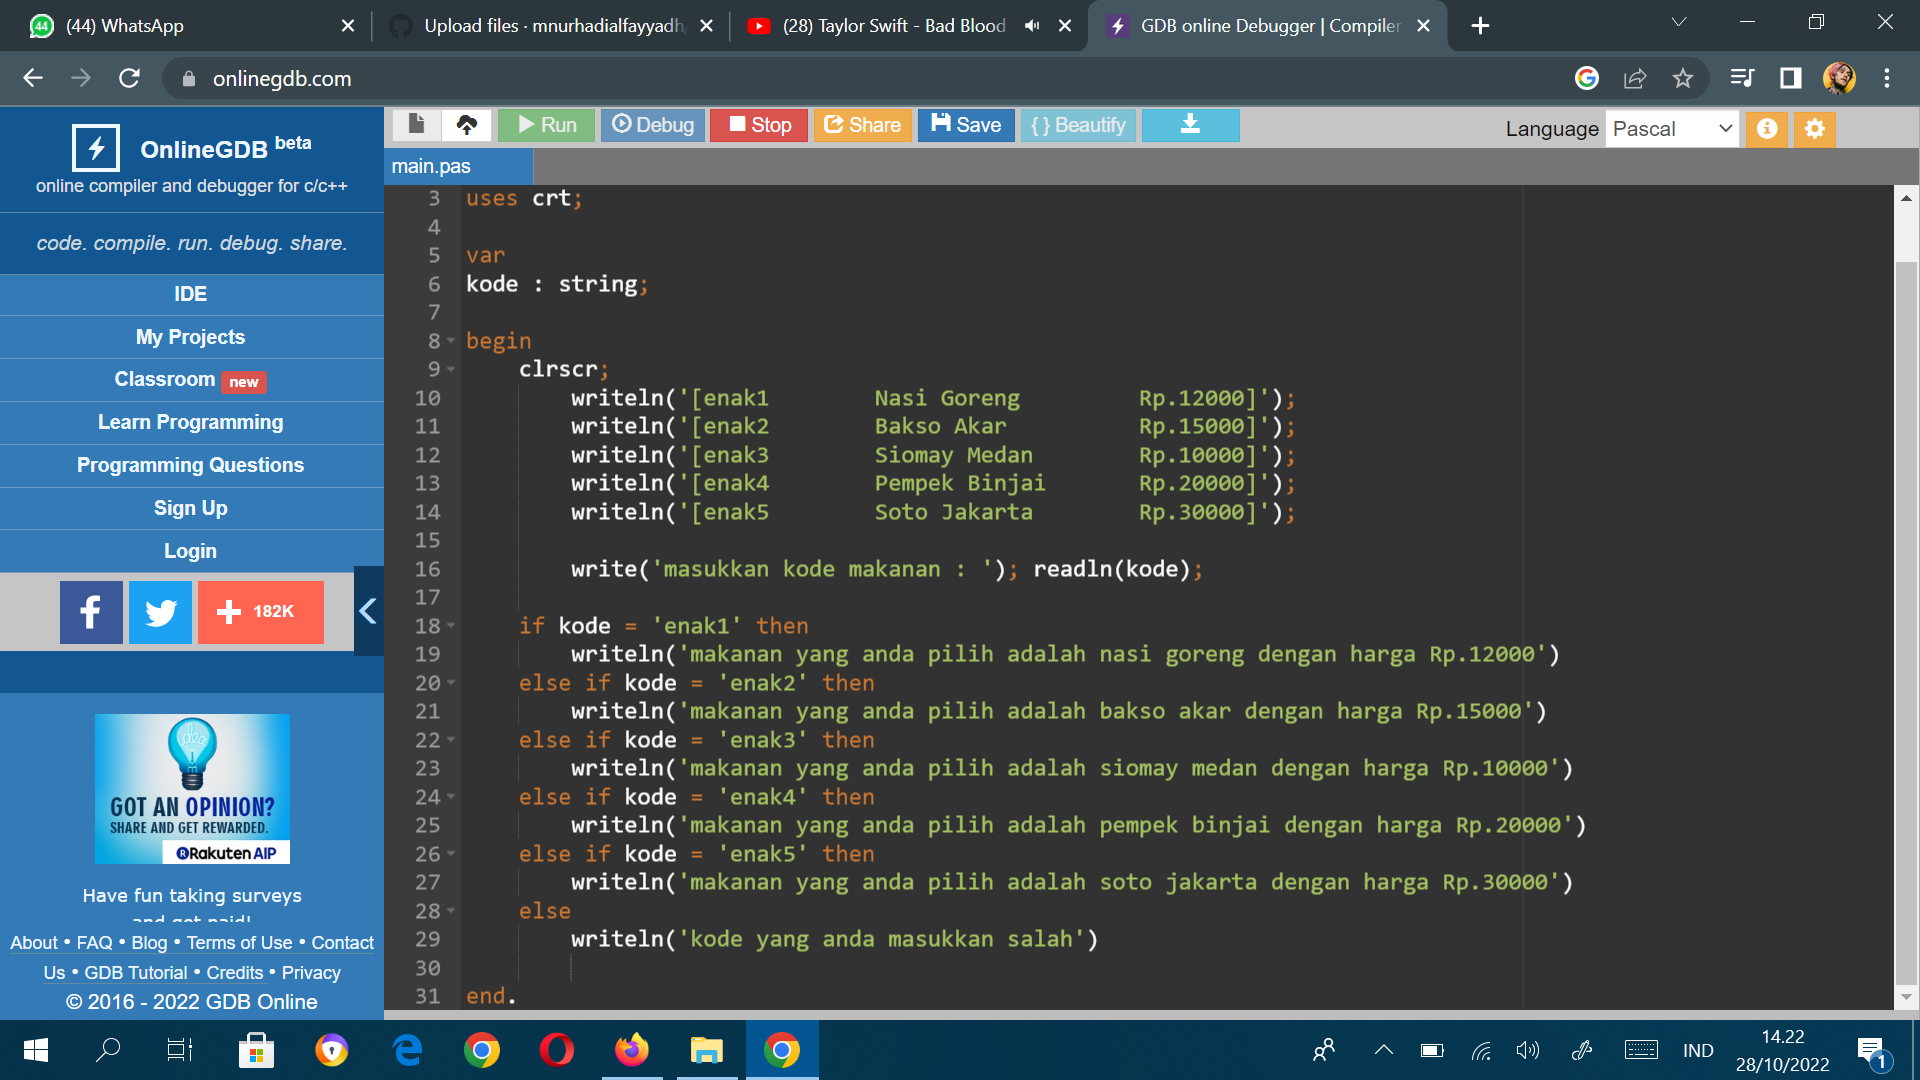 44 (44) WhatsApp
Upload files · mnurhadialfayyadh
(28) Taylor Swift - Bad Blood
GDB online Debugger | Compiler
onlinegdb.com
OnlineGDB beta
online compiler and debugger for c/c++
code. compile. run. debug. share.
IDE
My Projects
Classroom new
Learn Programming
Programming Questions
Sign Up
Login
182K
idea
GOT AN OPINION?
SHARE AND GET REWARDED.
Rakuten AIP
Have fun taking surveys
and get paid!
About • FAQ • Blog • Terms of Use • Contact
Us • GDB Tutorial • Credits • Privacy
© 2016 - 2022 GDB Online
Run Debug Stop Share Save { } Beautify
Language Pascal
main.pas
3 uses crt;
4
5 var
6 kode : string;
7
8 begin
9 clrscr;
10 writeln('[enak1 Nasi Goreng Rp.12000]');
11 writeln('[enak2 Bakso Akar Rp.15000]');
12 writeln('[enak3 Siomay Medan Rp.10000]');
13 writeln('[enak4 Pempek Binjai Rp.20000]');
14 writeln('[enak5 Soto Jakarta Rp.30000]');
15
16 write('masukkan kode makanan : '); readln(kode);
17
18 if kode = 'enak1' then
19 writeln('makanan yang anda pilih adalah nasi goreng dengan harga Rp.12000')
20 else if kode = 'enak2' then
21 writeln('makanan yang anda pilih adalah bakso akar dengan harga Rp.15000')
22 else if kode = 'enak3' then
23 writeln('makanan yang anda pilih adalah siomay medan dengan harga Rp.10000')
24 else if kode = 'enak4' then
25 writeln('makanan yang anda pilih adalah pempek binjai dengan harga Rp.20000')
26 else if kode = 'enak5' then
27 writeln('makanan yang anda pilih adalah soto jakarta dengan harga Rp.30000')
28 else
29 writeln('kode yang anda masukkan salah')
30
31 end.
IND
14.22
28/10/2022
1